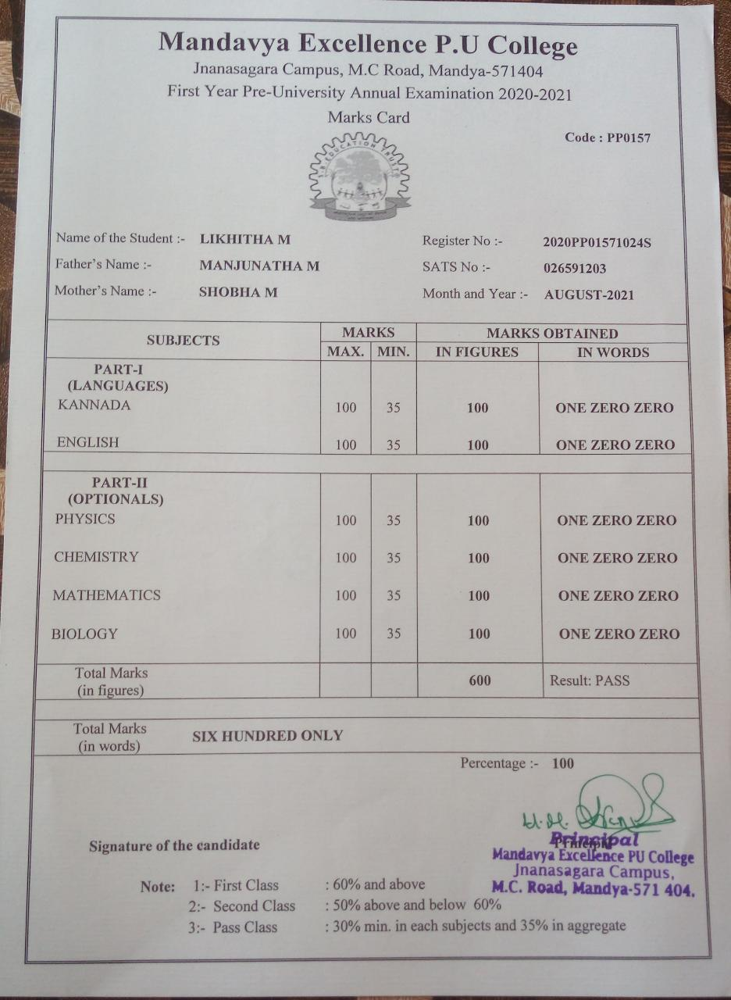 Mandavya Excellence P.U College
Jnanasagara Campus, M.C Road, Mandya-571404
First Year Pre-University Annual Examination 2020-2021
Marks Card
Code : PP0157
EDUCATION TRUST
Name of the Student :- LIKHITHA M Register No :- 2020PP01571024S
Father's Name :- MANJUNATHA M SATS No :- 026591203
Mother's Name :- SHOBHA M Month and Year :- AUGUST-2021
SUBJECTS MARKS MARKS OBTAINED
MAX. MIN. IN FIGURES IN WORDS
PART-I
(LANGUAGES)
KANNADA 100 35 100 ONE ZERO ZERO
ENGLISH 100 35 100 ONE ZERO ZERO
PART-II
(OPTIONALS)
PHYSICS 100 35 100 ONE ZERO ZERO
CHEMISTRY 100 35 100 ONE ZERO ZERO
MATHEMATICS 100 35 100 ONE ZERO ZERO
BIOLOGY 100 35 100 ONE ZERO ZERO
Total Marks
(in figures) 600 Result: PASS
Total Marks
(in words) SIX HUNDRED ONLY
Percentage :- 100
Signature of the candidate
Principal
Principal
Mandavya Excellence PU College
Jnanasagara Campus,
M.C. Road, Mandya-571 404.
Note: 1:- First Class : 60% and above
2:- Second Class : 50% above and below 60%
3:- Pass Class : 30% min. in each subjects and 35% in aggregate